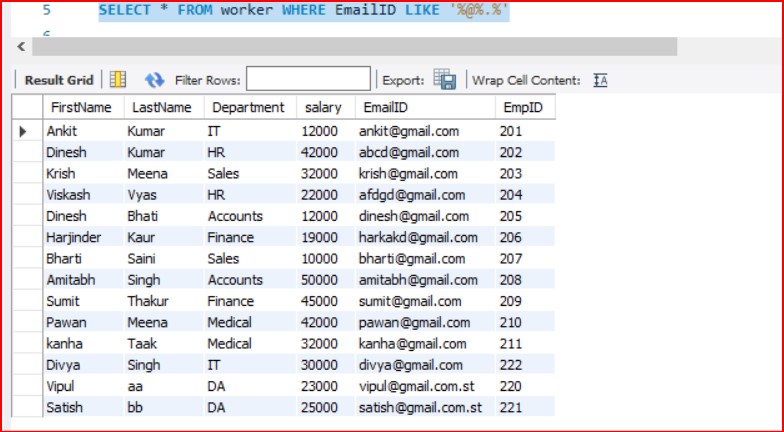 5 SELECT * FROM worker WHERE EmailID LIKE '%@%.%'
Result Grid Filter Rows: Export: Wrap Cell Content:
FirstName LastName Department salary EmailID EmpID
Ankit Kumar IT 12000 ankit@gmail.com 201
Dinesh Kumar HR 42000 abcd@gmail.com 202
Krish Meena Sales 32000 krish@gmail.com 203
Viskash Vyas HR 22000 afdgd@gmail.com 204
Dinesh Bhati Accounts 12000 dinesh@gmail.com 205
Harjinder Kaur Finance 19000 harkakd@gmail.com 206
Bharti Saini Sales 10000 bharti@gmail.com 207
Amitabh Singh Accounts 50000 amitabh@gmail.com 208
Sumit Thakur Finance 45000 sumit@gmail.com 209
Pawan Meena Medical 42000 pawan@gmail.com 210
kanha Taak Medical 32000 kanha@gmail.com 211
Divya Singh IT 30000 divya@gmail.com 222
Vipul aa DA 23000 vipul@gmail.com.st 220
Satish bb DA 25000 satish@gmail.com.st 221